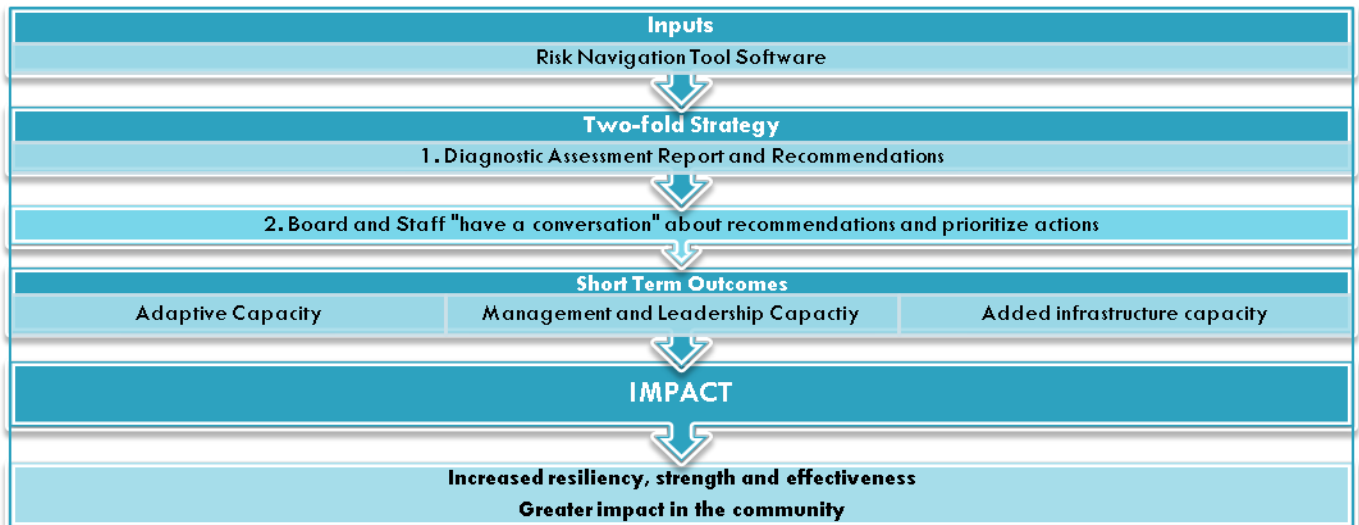 Inputs
Risk Navigation Tool Software
Two-fold Strategy
1. Diagnostic Assessment Report and Recommendations
2. Board and Staff "have a conversation" about recommendations and prioritize actions
Short Term Outcomes
Adaptive Capacity
Management and Leadership Capactiy
Added infrastructure capacity
IMPACT
Increased resiliency, strength and effectiveness
Greater impact in the community